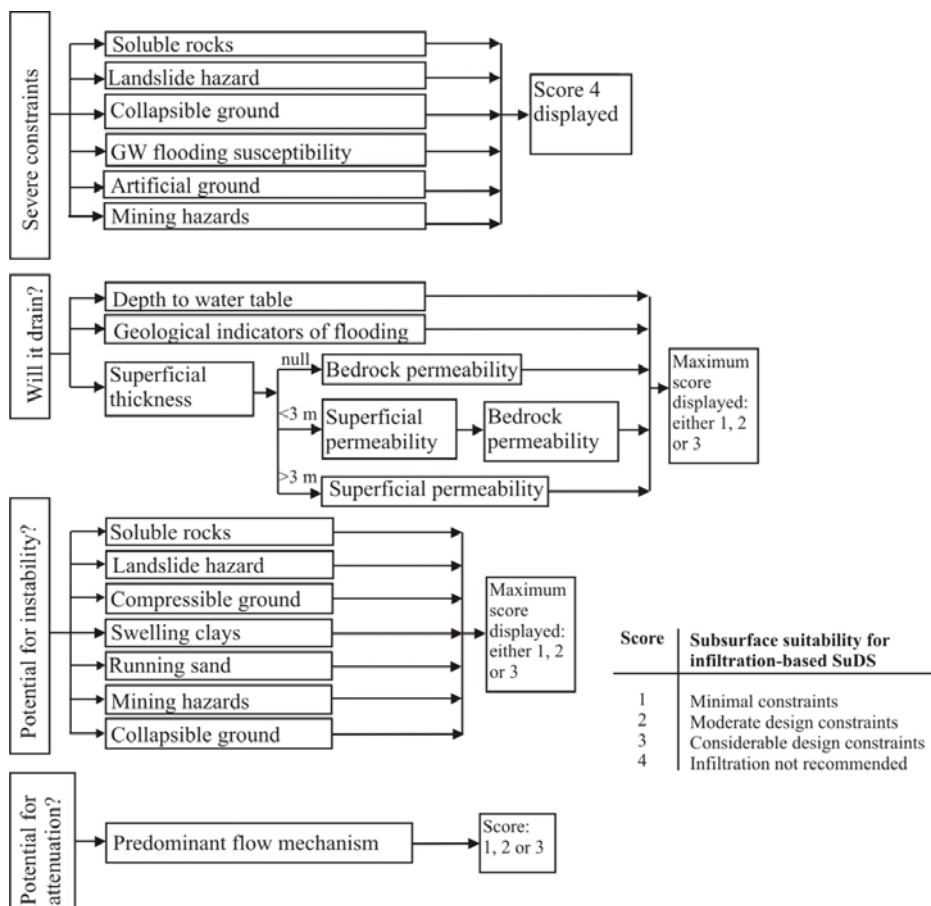 Severe constraints
Soluble rocks
Landslide hazard
Collapsible ground
GW flooding susceptibility
Artificial ground
Mining hazards
Score 4
displayed
Will it drain?
Depth to water table
Geological indicators of flooding
Superficial
thickness
null
Bedrock permeability
<3 m
Superficial
permeability
Bedrock
permeability
>3 m
Superficial permeability
Maximum
score
displayed:
either 1, 2
or 3
Potential for instability?
Soluble rocks
Landslide hazard
Compressible ground
Swelling clays
Running sand
Mining hazards
Collapsible ground
Maximum
score
displayed:
either 1, 2
or 3
Score Subsurface suitability for
infiltration-based SuDS
1 Minimal constraints
2 Moderate design constraints
3 Considerable design constraints
4 Infiltration not recommended
Potential for
attenuation?
Predominant flow mechanism
Score:
1, 2 or 3